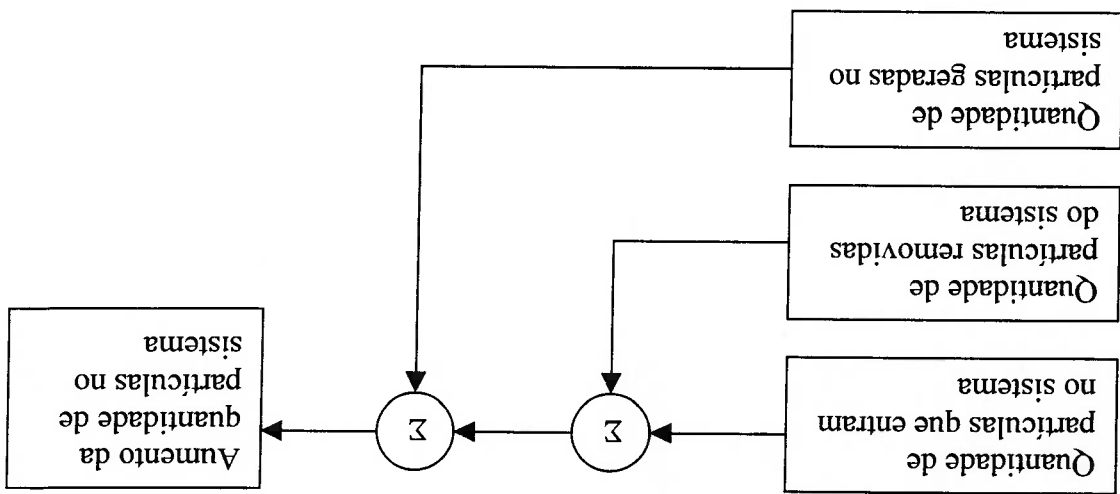 Quantidade de
partículas que entram
no sistema
Σ
Σ
Aumento da
quantidade de
partículas no
sistema
Quantidade de
partículas removidas
do sistema
Quantidade de
partículas geradas no
sistema